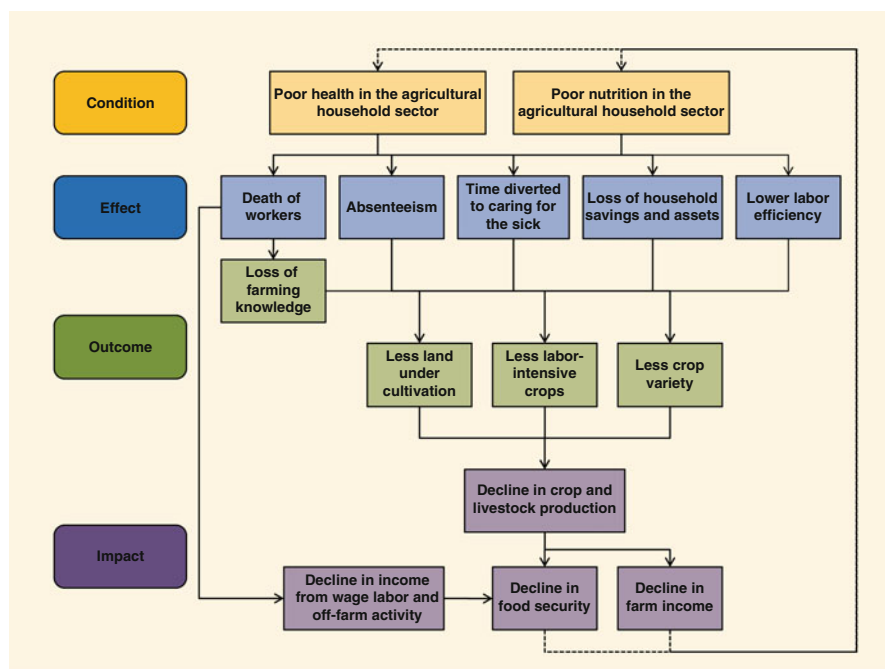 Condition
Poor health in the agricultural
household sector
Poor nutrition in the
agricultural household sector
Effect
Death of
workers
Absenteeism
Time diverted
to caring for
the sick
Loss of household
savings and assets
Lower labor
efficiency
Loss of
farming
knowledge
Outcome
Less land
under
cultivation
Less labor-
intensive
crops
Less crop
variety
Decline in crop and
livestock production
Impact
Decline in income
from wage labor and
off-farm activity
Decline in
food security
Decline in
farm income